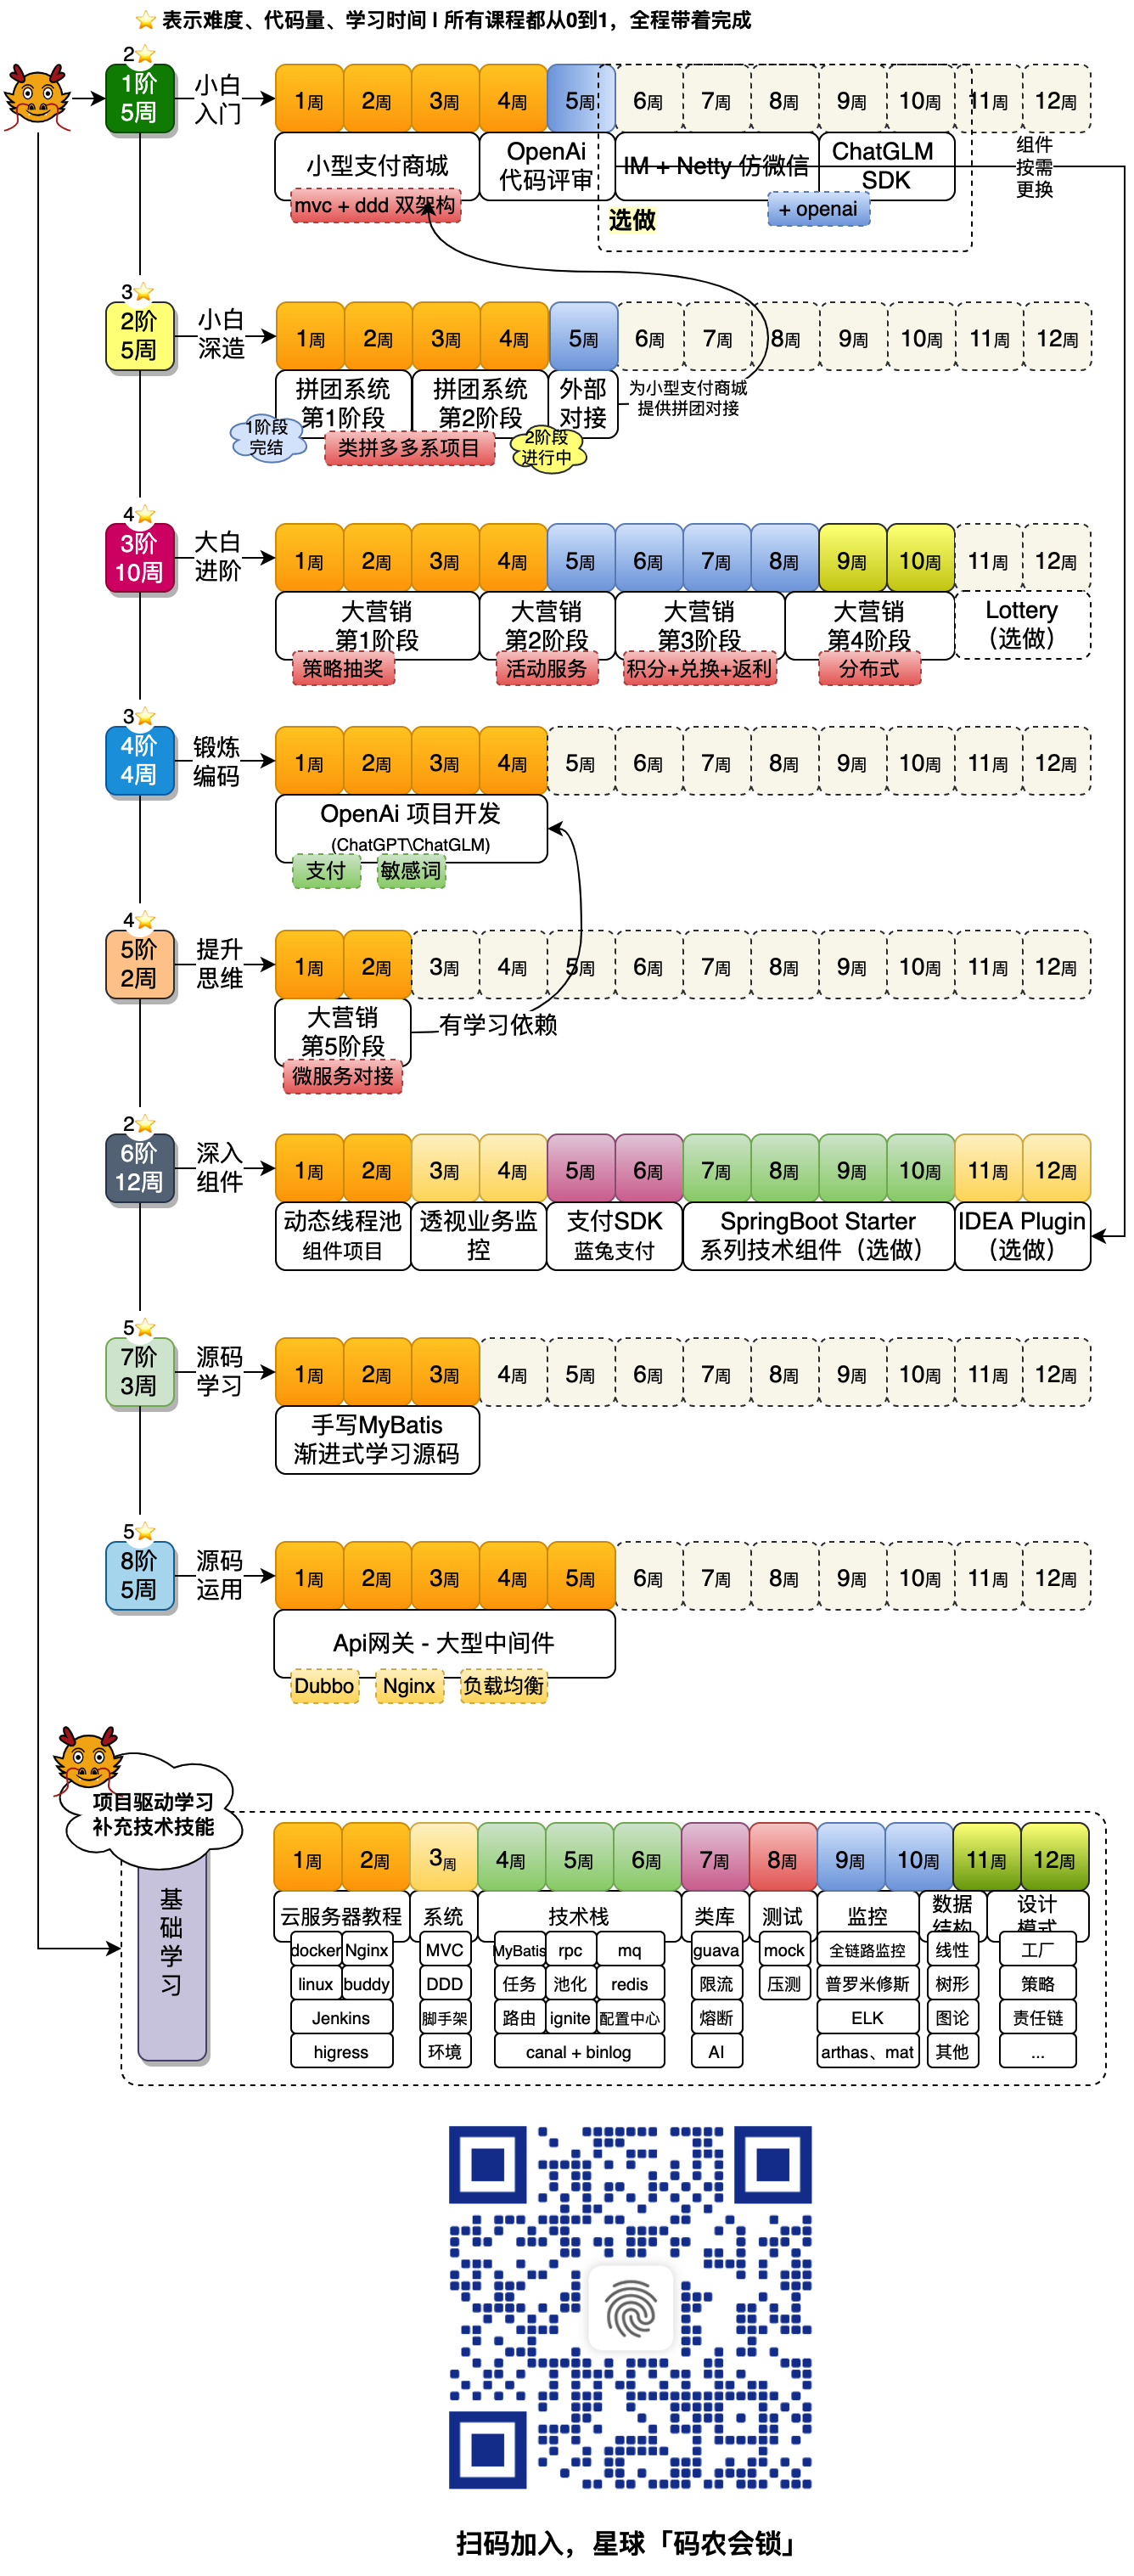 表示难度、代码量、学习时间 | 所有课程都从0到1，全程带着完成
2
1阶
5周
小白
入门
1周 2周 3周 4周 5周 6周 7周 8周 9周 10周 11周 12周
小型支付商城
mvc + ddd 双架构
OpenAi
代码评审
IM + Netty 仿微信
ChatGLM
SDK
+ openai
选做
组件
按需
更换
3
2阶
5周
小白
深造
1周 2周 3周 4周 5周 6周 7周 8周 9周 10周 11周 12周
拼团系统
第1阶段
拼团系统
第2阶段
外部
对接
为小型支付商城
提供拼团对接
1阶段
完结
类拼多多系项目
2阶段
进行中
4
3阶
10周
大白
进阶
1周 2周 3周 4周 5周 6周 7周 8周 9周 10周 11周 12周
大营销
第1阶段
策略抽奖
大营销
第2阶段
活动服务
大营销
第3阶段
积分+兑换+返利
大营销
第4阶段
分布式
Lottery
（选做）
3
4阶
4周
锻炼
编码
1周 2周 3周 4周 5周 6周 7周 8周 9周 10周 11周 12周
OpenAi 项目开发
(ChatGPT\ChatGLM)
支付 敏感词
4
5阶
2周
提升
思维
1周 2周 3周 4周 5周 6周 7周 8周 9周 10周 11周 12周
大营销
第5阶段
微服务对接
有学习依赖
2
6阶
12周
深入
组件
1周 2周 3周 4周 5周 6周 7周 8周 9周 10周 11周 12周
动态线程池
组件项目
透视业务监
控
支付SDK
蓝兔支付
SpringBoot Starter
系列技术组件（选做）
IDEA Plugin
（选做）
5
7阶
3周
源码
学习
1周 2周 3周 4周 5周 6周 7周 8周 9周 10周 11周 12周
手写MyBatis
渐进式学习源码
5
8阶
5周
源码
运用
1周 2周 3周 4周 5周 6周 7周 8周 9周 10周 11周 12周
Api网关 - 大型中间件
Dubbo Nginx 负载均衡
项目驱动学习
补充技术技能
基
础
学
习
1周 2周 3周 4周 5周 6周 7周 8周 9周 10周 11周 12周
云服务器教程
docker Nginx
linux buddy
Jenkins
higress
系统
MVC
DDD
脚手架
环境
技术栈
MyBatis rpc mq
任务 池化 redis
路由 ignite 配置中心
canal + binlog
类库
guava
限流
熔断
AI
测试
mock
压测
监控
全链路监控
普罗米修斯
ELK
arthas、mat
数据
结构
线性
树形
图论
其他
设计
模式
工厂
策略
责任链
...
扫码加入，星球「码农会锁」